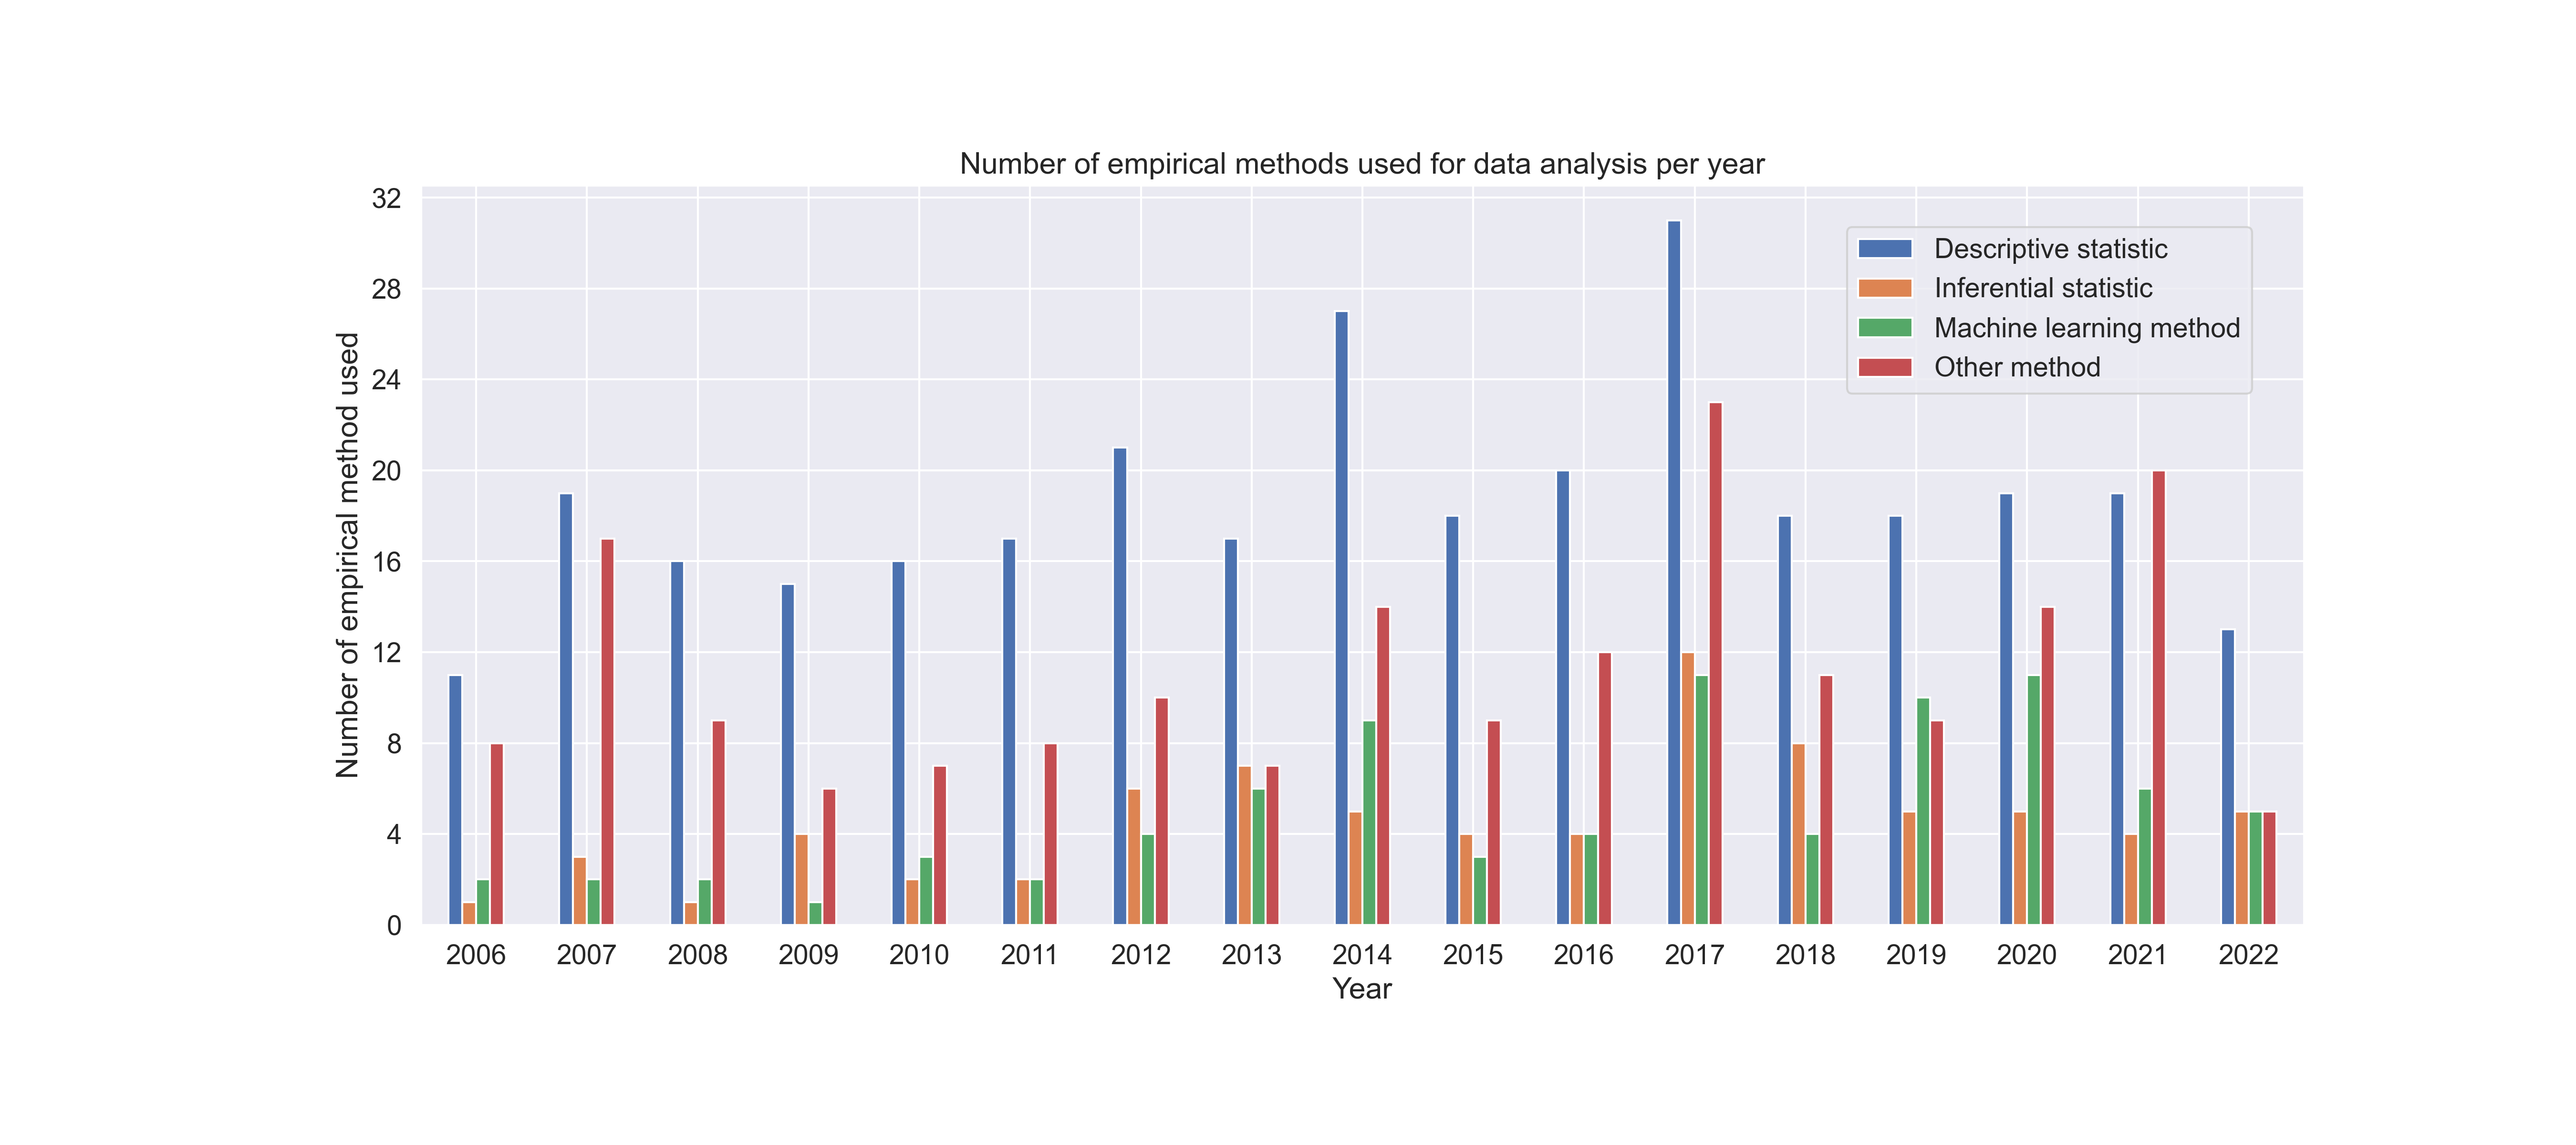 Number of empirical methods used for data analysis per year
Number of empirical method used
32
28
24
20
16
12
8
4
0
Descriptive statistic
Inferential statistic
Machine learning method
Other method
2006 2007 2008 2009 2010 2011 2012 2013 2014 2015 2016 2017 2018 2019 2020 2021 2022
Year